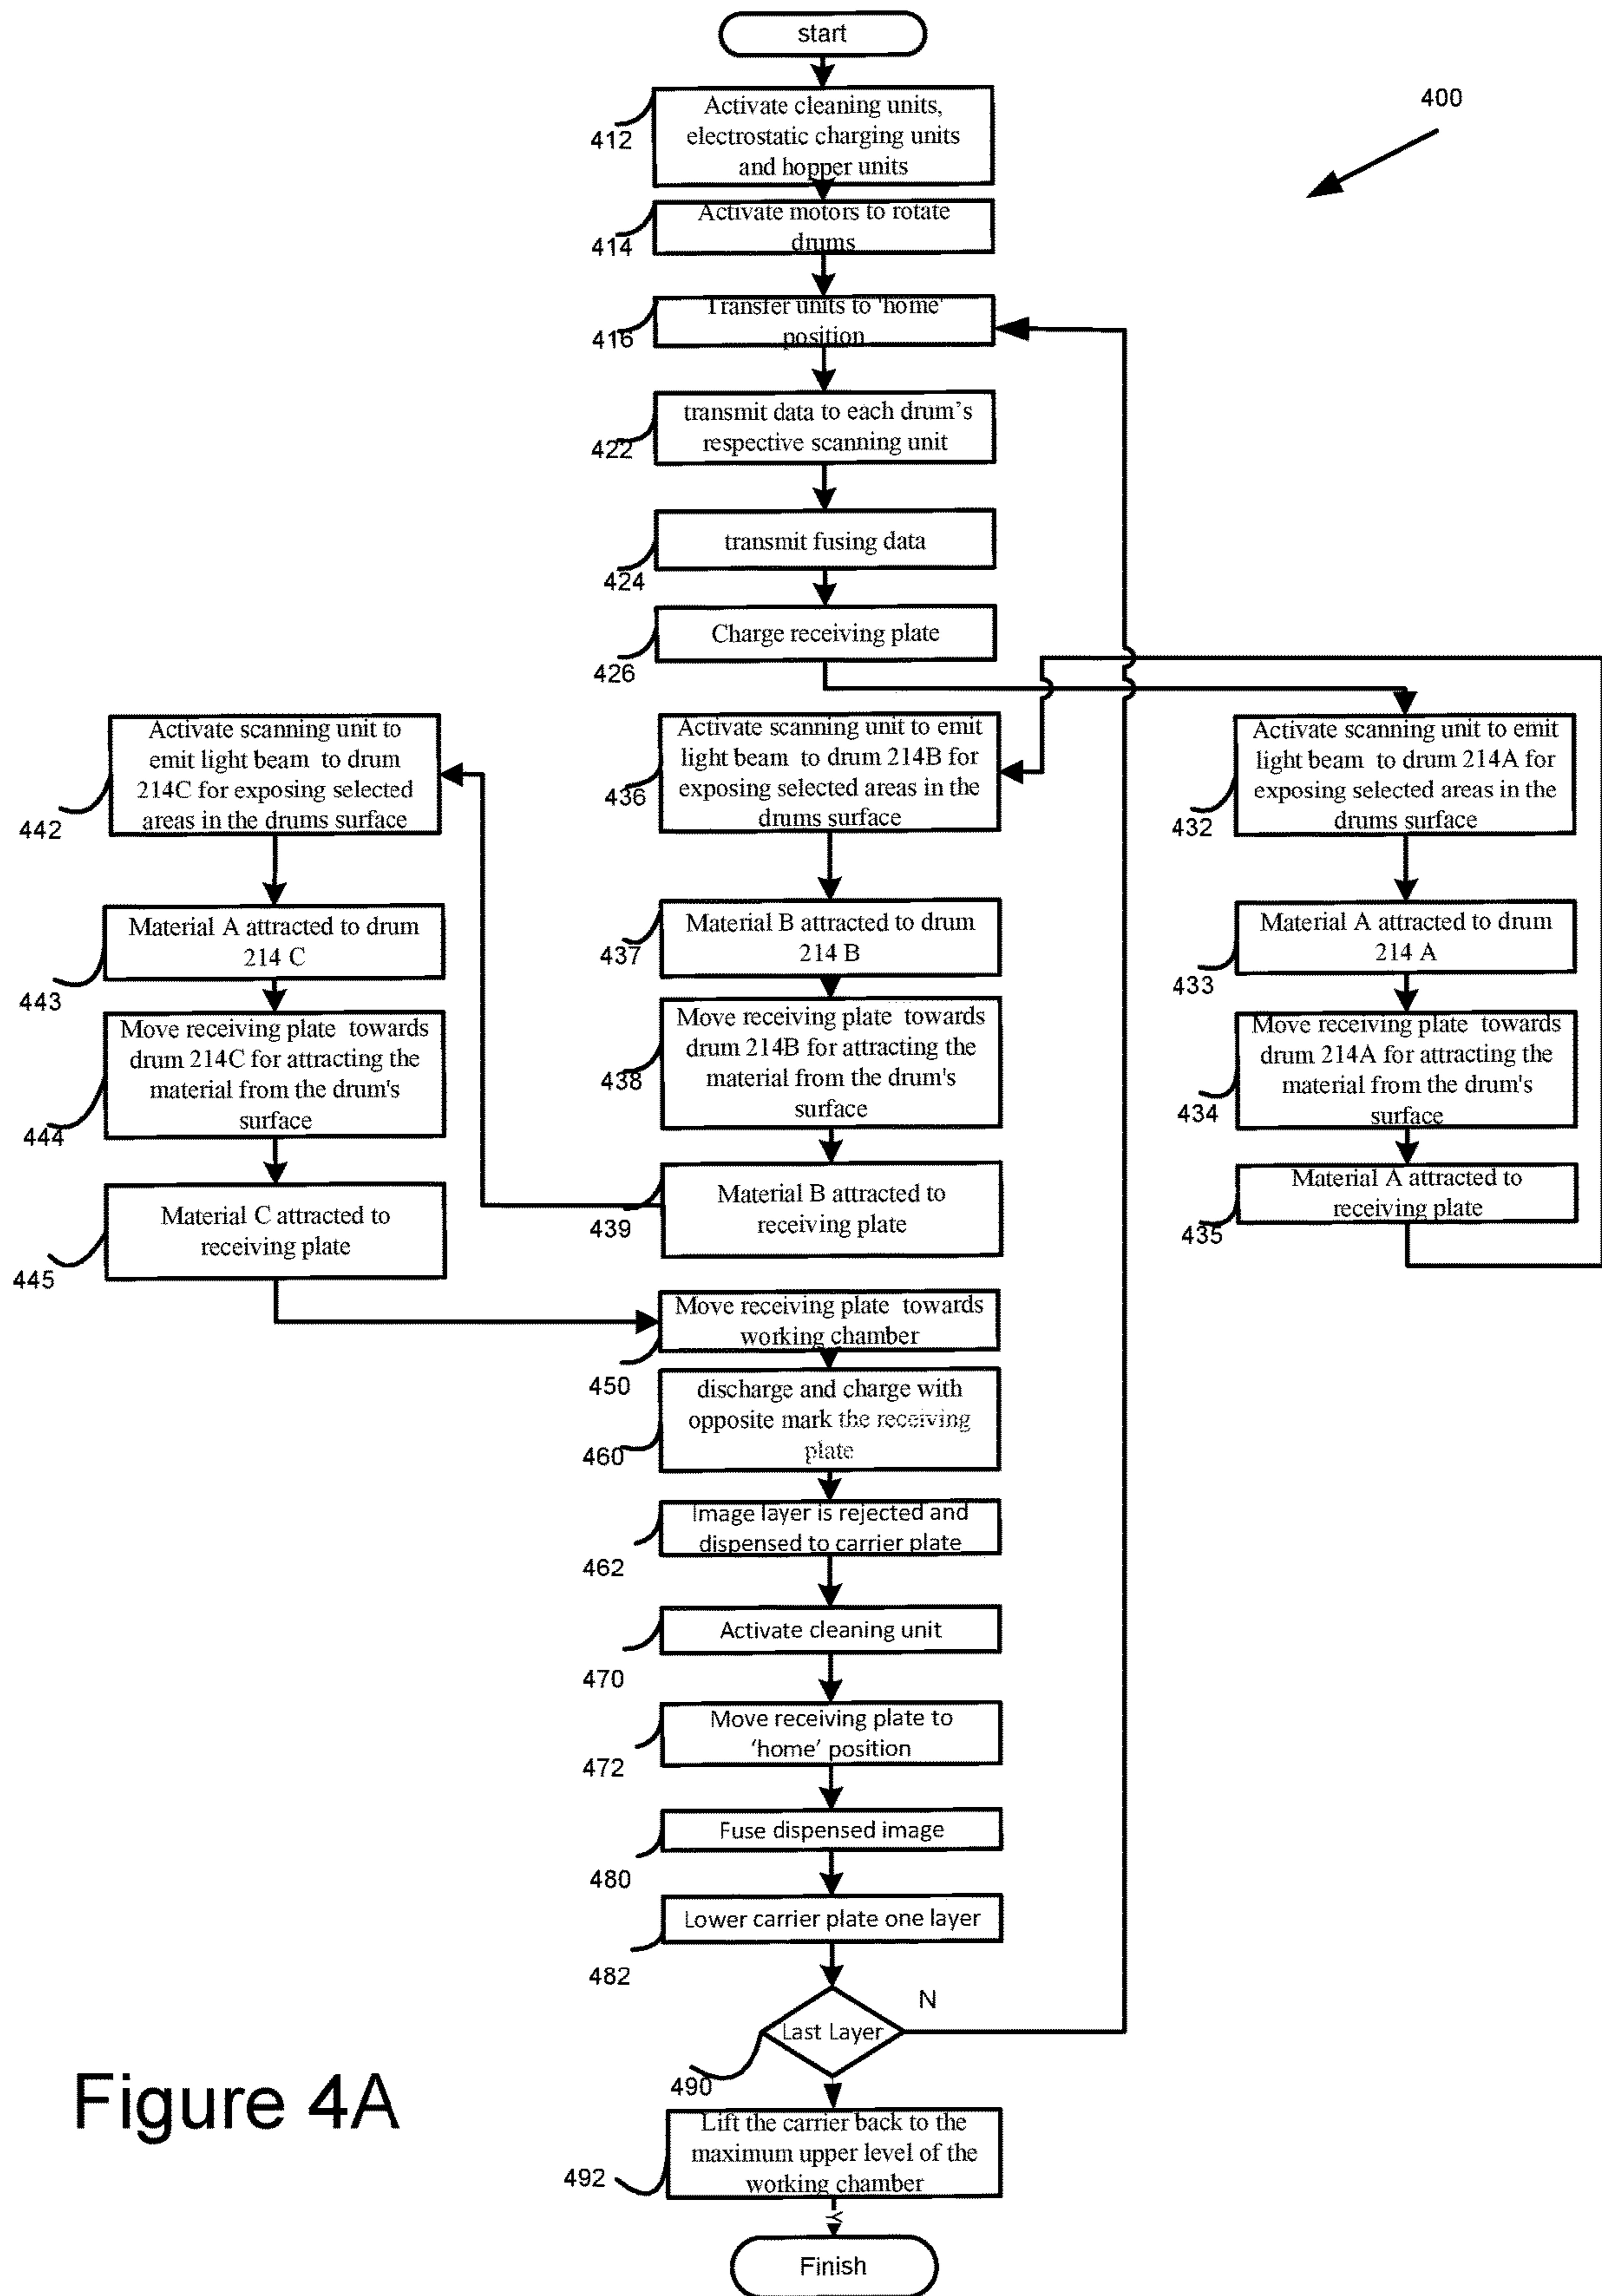 start
400
Activate cleaning units,
electrostatic charging units
and hopper units
412
Activate motors to rotate
drums
414
Transfer units to 'home'
position
416
transmit data to each drum's
respective scanning unit
422
transmit fusing data
424
Charge receiving plate
426
Activate scanning unit to emit
light beam to drum 214A for
exposing selected areas in the
drums surface
432
Material A attracted to drum
214 A
433
Move receiving plate towards
drum 214A for attracting the
material from the drum's
surface
434
Material A attracted to
receiving plate
435
Activate scanning unit to emit
light beam to drum 214B for
exposing selected areas in the
drums surface
436
Material B attracted to drum
214 B
437
Move receiving plate towards
drum 214B for attracting the
material from the drum's
surface
438
Material B attracted to
receiving plate
439
Activate scanning unit to
emit light beam to drum
214C for exposing selected
areas in the drums surface
442
Material A attracted to drum
214 C
443
Move receiving plate towards
drum 214C for attracting the
material from the drum's
surface
444
Material C attracted to
receiving plate
445
Move receiving plate towards
working chamber
450
discharge and charge with
opposite mark the receiving
plate
460
Image layer is rejected and
dispensed to carrier plate
462
Activate cleaning unit
470
Move receiving plate to
‘home’ position
472
Fuse dispensed image
480
Lower carrier plate one layer
482
Last Layer
N
490
Lift the carrier back to the
maximum upper level of the
working chamber
492
Y
Finish
Figure 4A